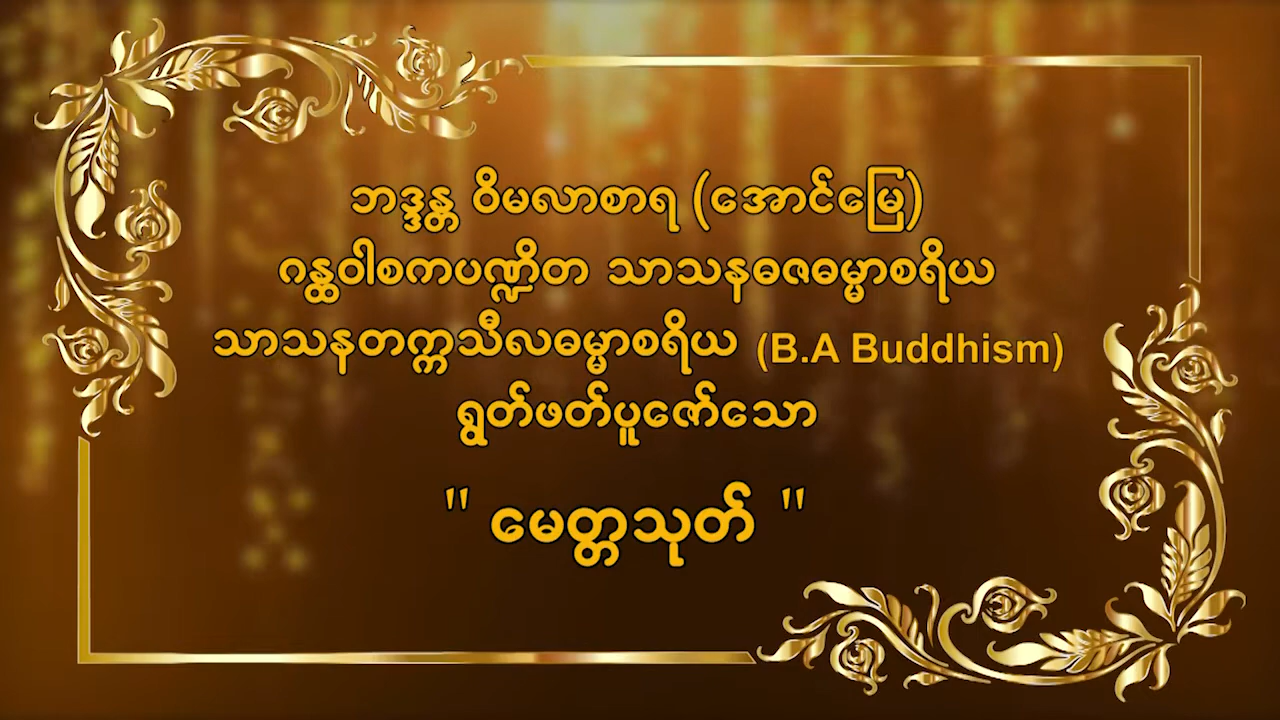 ဘဒ္ဒန္တ ဝိမလာစာရ (အောင်မြေ)
ဂန္ထဝါစကပဏ္ဍိတ သာသနဓဇဓမ္မာစရိယ
သာသနတက္ကသီလဓမ္မာစရိယ (B.A Buddhism)
ရွတ်ဖတ်ပူဇော်သော
" မေတ္တသုတ် "